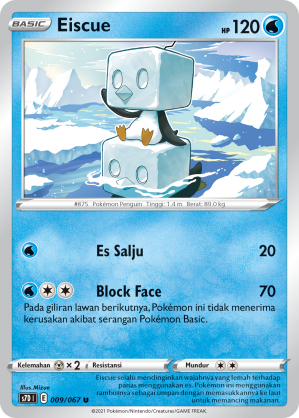 BASIC Eiscue HP 120
#875 Pokémon Penguin Tinggi: 1.4 m Berat: 89.0 kg
Es Salju 20
Block Face 70
Pada giliran lawan berikutnya, Pokémon ini tidak menerima
kerusakan akibat serangan Pokémon Basic.
Kelemahan ×2 Resistansi Mundur
Illus. Mizue
Eiscue selalu mendinginkan wajahnya yang lemah terhadap
panas menggunakan es. Pokémon ini menggunakan
rambutnya sebagai umpan dengan memasukkannya ke laut
untuk memancing makanan.
s7D I E 009/067 U
©2021 Pokémon/Nintendo/Creatures/GAME FREAK.